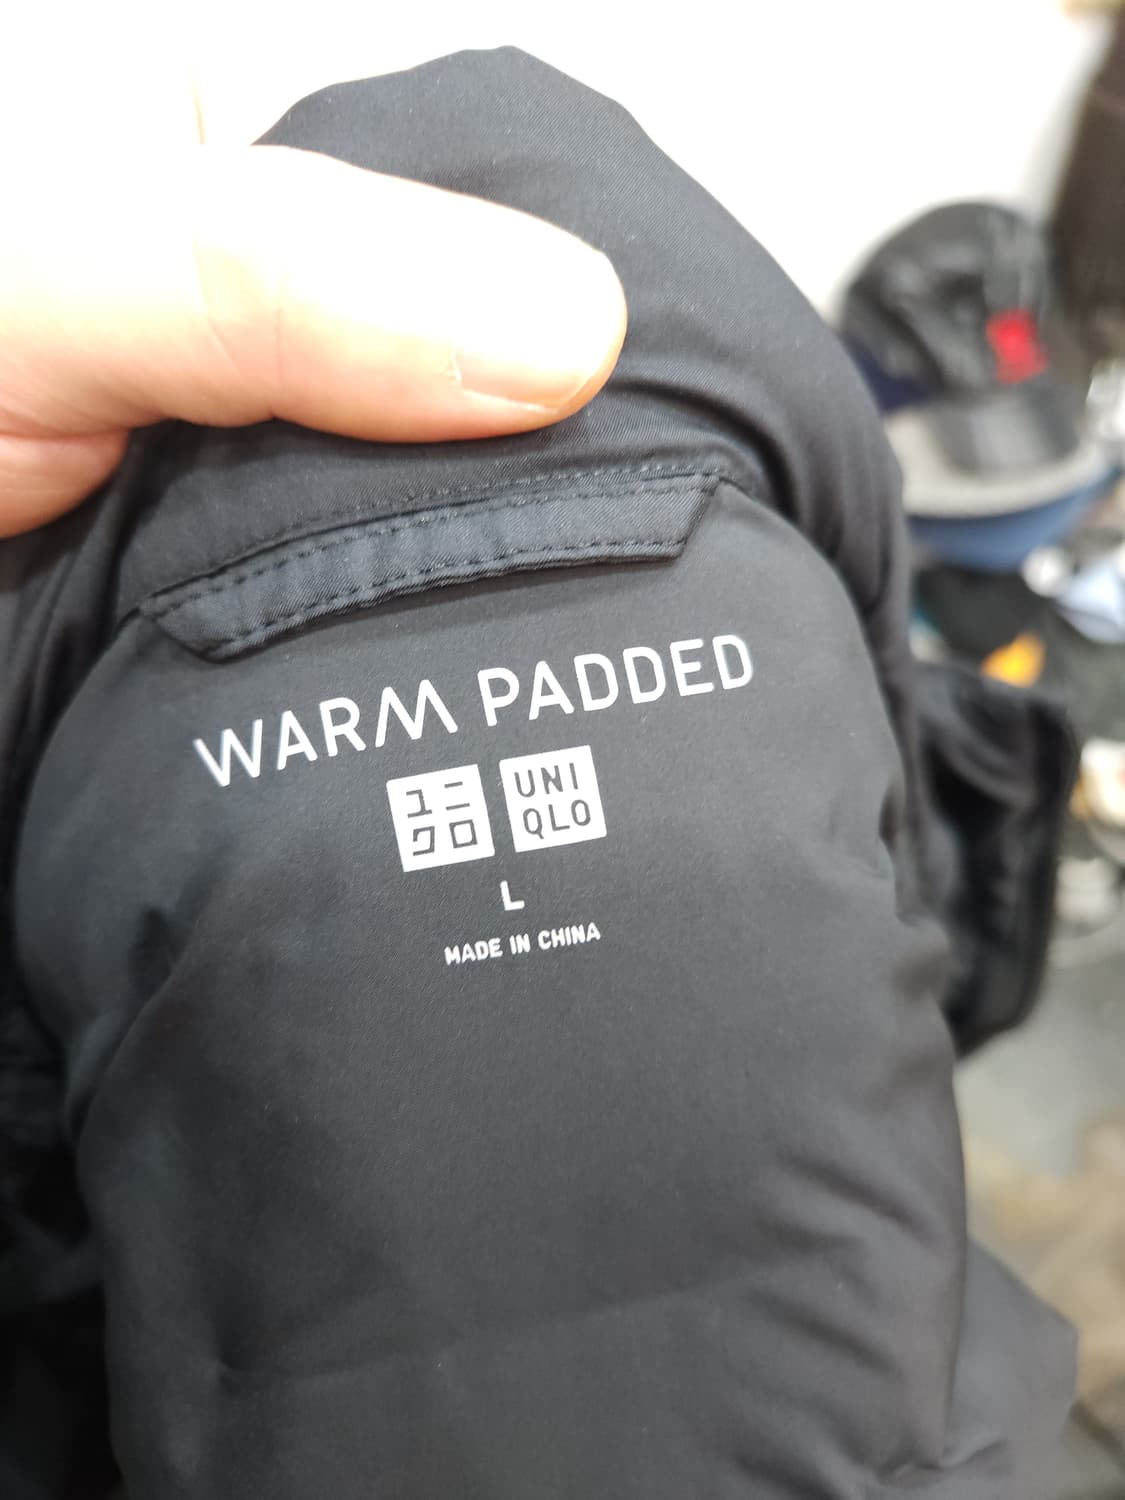 WARM PADDED
ユニ
クロ
UNI
QLO
L
MADE IN CHINA